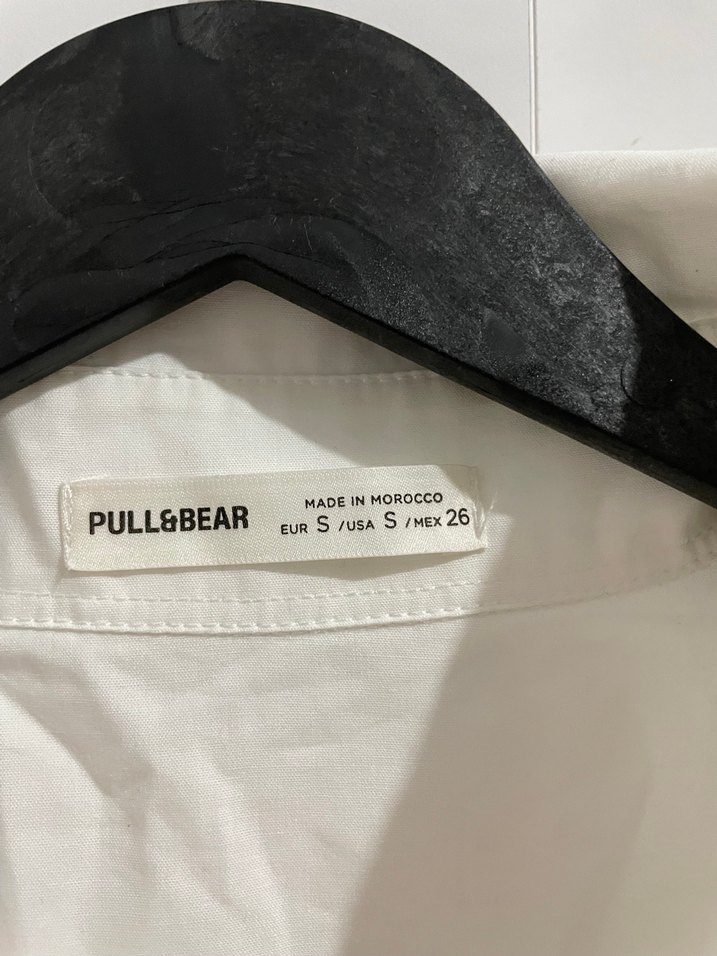 PULL&BEAR
MADE IN MOROCCO
EUR S /USA S /MEX 26